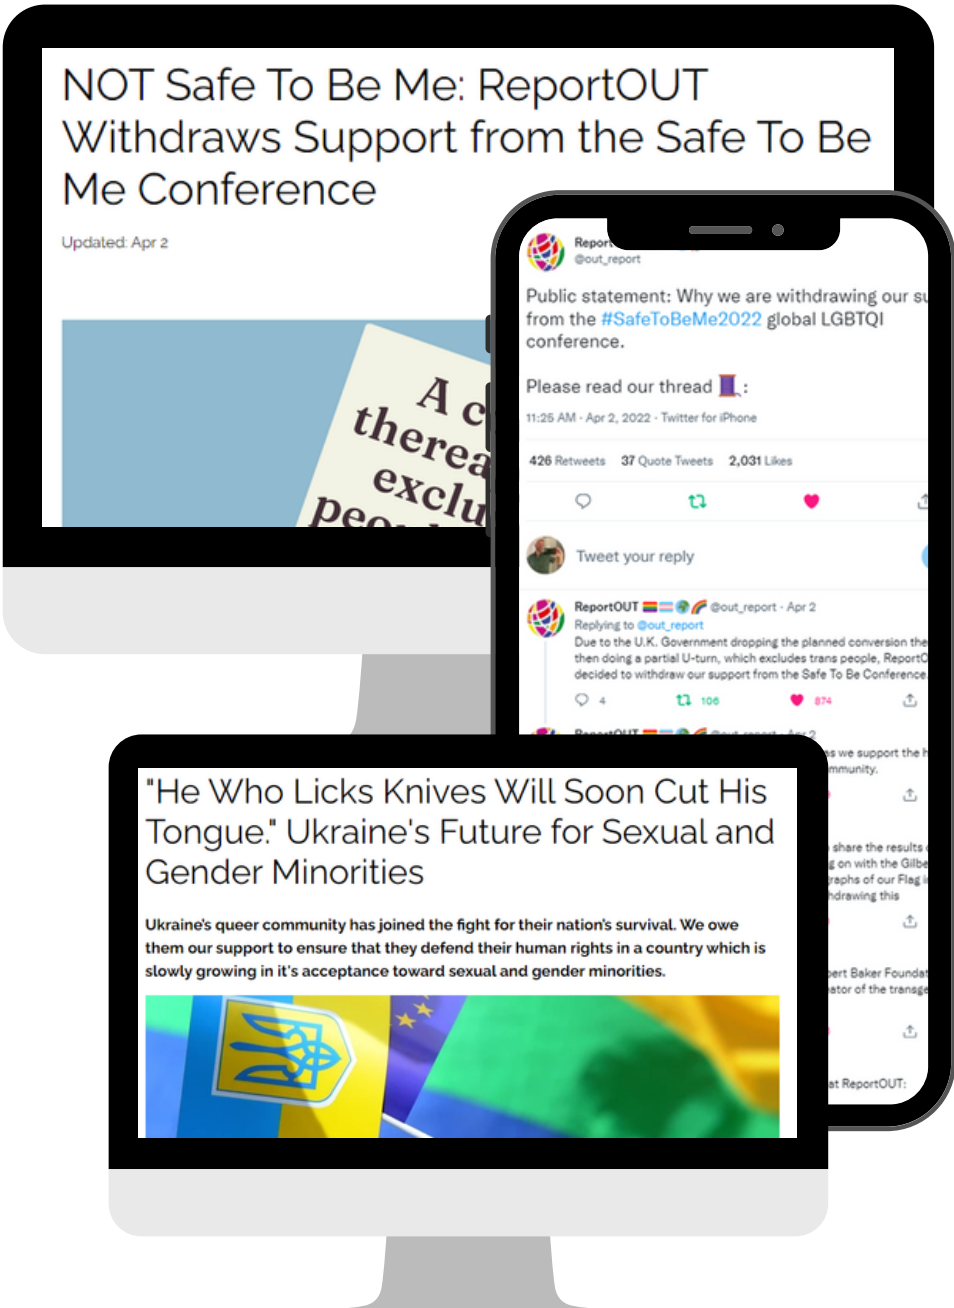 NOT Safe To Be Me: ReportOUT
Withdraws Support from the Safe To Be
Me Conference
Updated: Apr 2
A c
therea
exclu
Report
@out_report
Public statement: Why we are withdrawing our su
from the #SafeToBeMe2022 global LGBTQI
conference.
Please read our thread 🧵:
11:25 AM · Apr 2, 2022 · Twitter for iPhone
426 Retweets 37 Quote Tweets 2,031 Likes
Tweet your reply
ReportOUT 🏳️‍🌈🏳️‍⚧️🌍🌈 @out_report · Apr 2
Replying to @out_report
Due to the U.K. Government dropping the planned conversion the
then doing a partial U-turn, which excludes trans people, ReportO
decided to withdraw our support from the Safe To Be Conference.
4 106 874
as we support the h
mmunity.
share the results
g on with the Gilbe
raphs of our Flag i
hdrawing this
pert Baker Foundat
ator of the transge
at ReportOUT:
"He Who Licks Knives Will Soon Cut His
Tongue." Ukraine's Future for Sexual and
Gender Minorities
Ukraine's queer community has joined the fight for their nation's survival. We owe
them our support to ensure that they defend their human rights in a country which is
slowly growing in it's acceptance toward sexual and gender minorities.